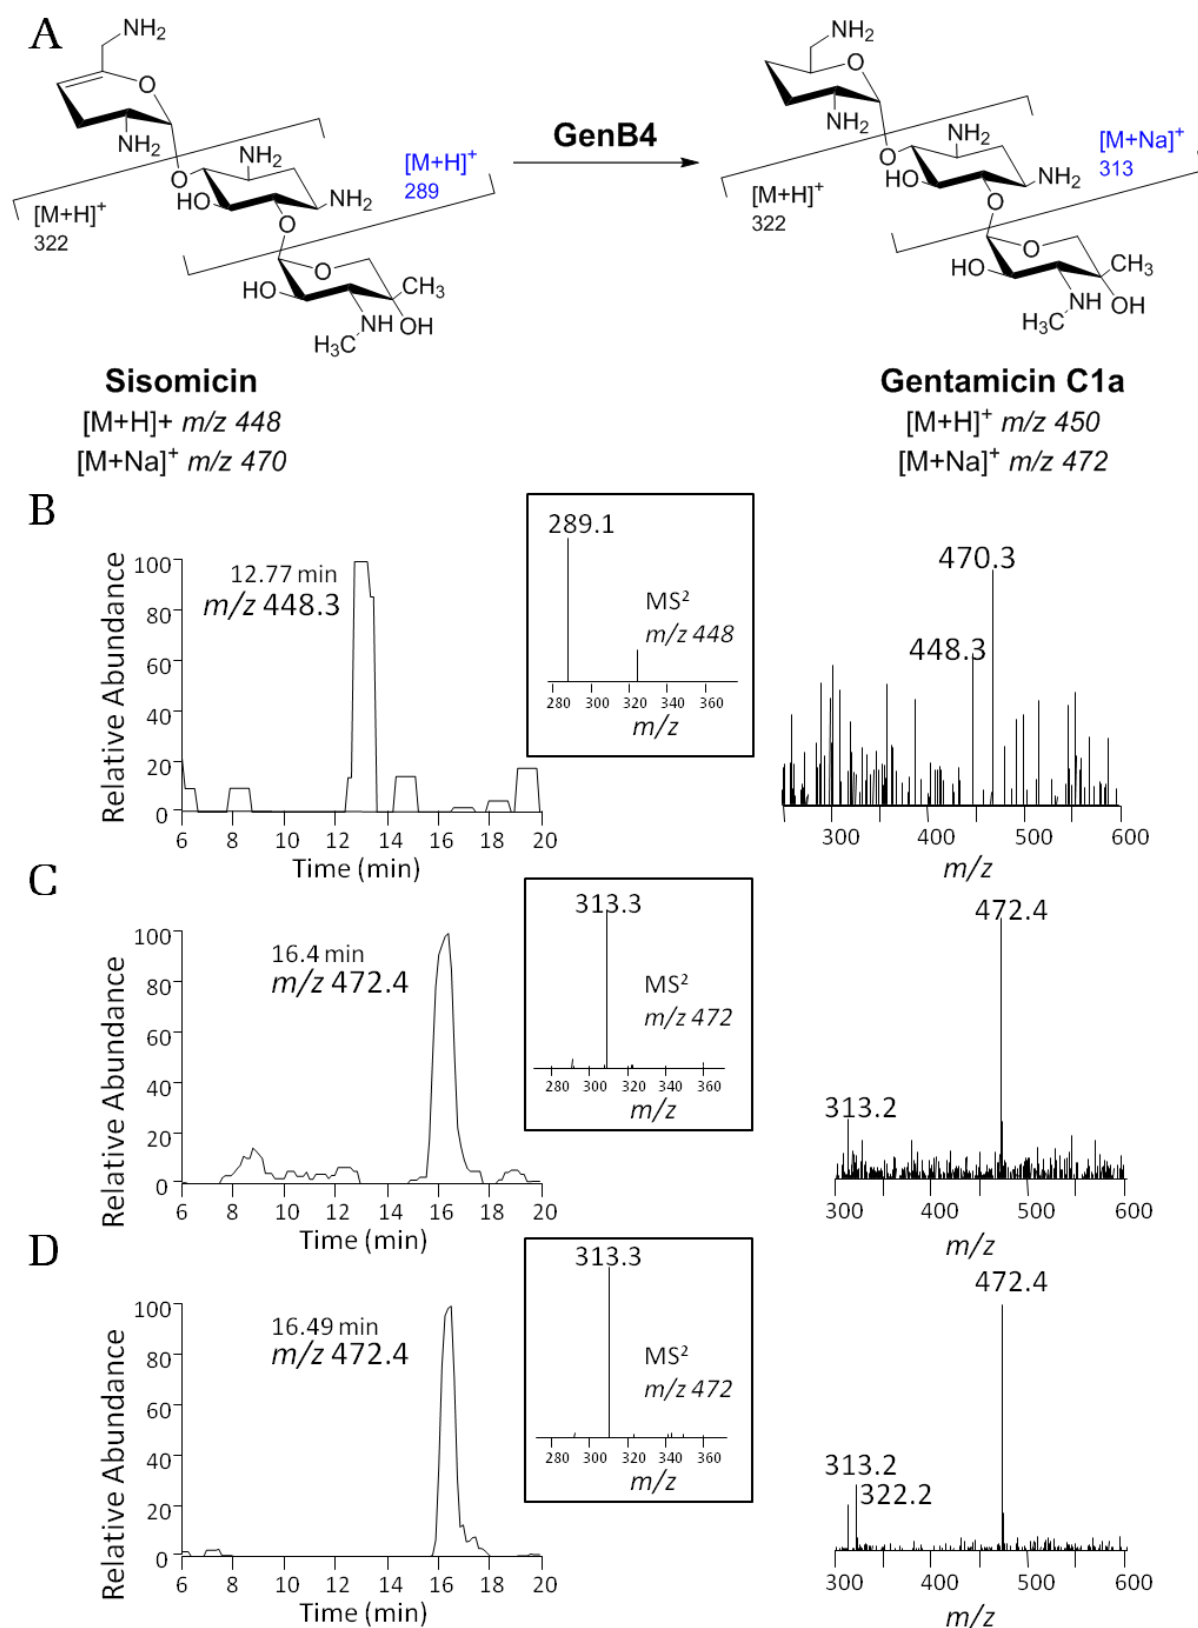 A
NH₂
O
NH₂
NH₂
O
HO
NH₂
O
O
HO
CH₃
NH
OH
H₃C
[M+H]⁺
322
[M+H]⁺
289
GenB4
NH₂
O
NH₂
NH₂
O
HO
NH₂
O
O
HO
CH₃
NH
OH
H₃C
[M+H]⁺
322
[M+Na]⁺
313
Sisomicin
[M+H]+ m/z 448
[M+Na]⁺ m/z 470
Gentamicin C1a
[M+H]⁺ m/z 450
[M+Na]⁺ m/z 472
B
Relative Abundance
100
80
60
40
20
0
12.77 min
m/z 448.3
6 8 10 12 14 16 18 20
Time (min)
289.1
MS²
m/z 448
280 300 320 340 360
m/z
470.3
448.3
300 400 500 600
m/z
C
Relative Abundance
100
80
60
40
20
0
16.4 min
m/z 472.4
6 8 10 12 14 16 18 20
Time (min)
313.3
MS²
m/z 472
280 300 320 340 360
m/z
472.4
313.2
300 400 500 600
m/z
D
Relative Abundance
100
80
60
40
20
0
16.49 min
m/z 472.4
6 8 10 12 14 16 18 20
Time (min)
313.3
MS²
m/z 472
280 300 320 340 360
m/z
472.4
313.2
322.2
300 400 500 600
m/z